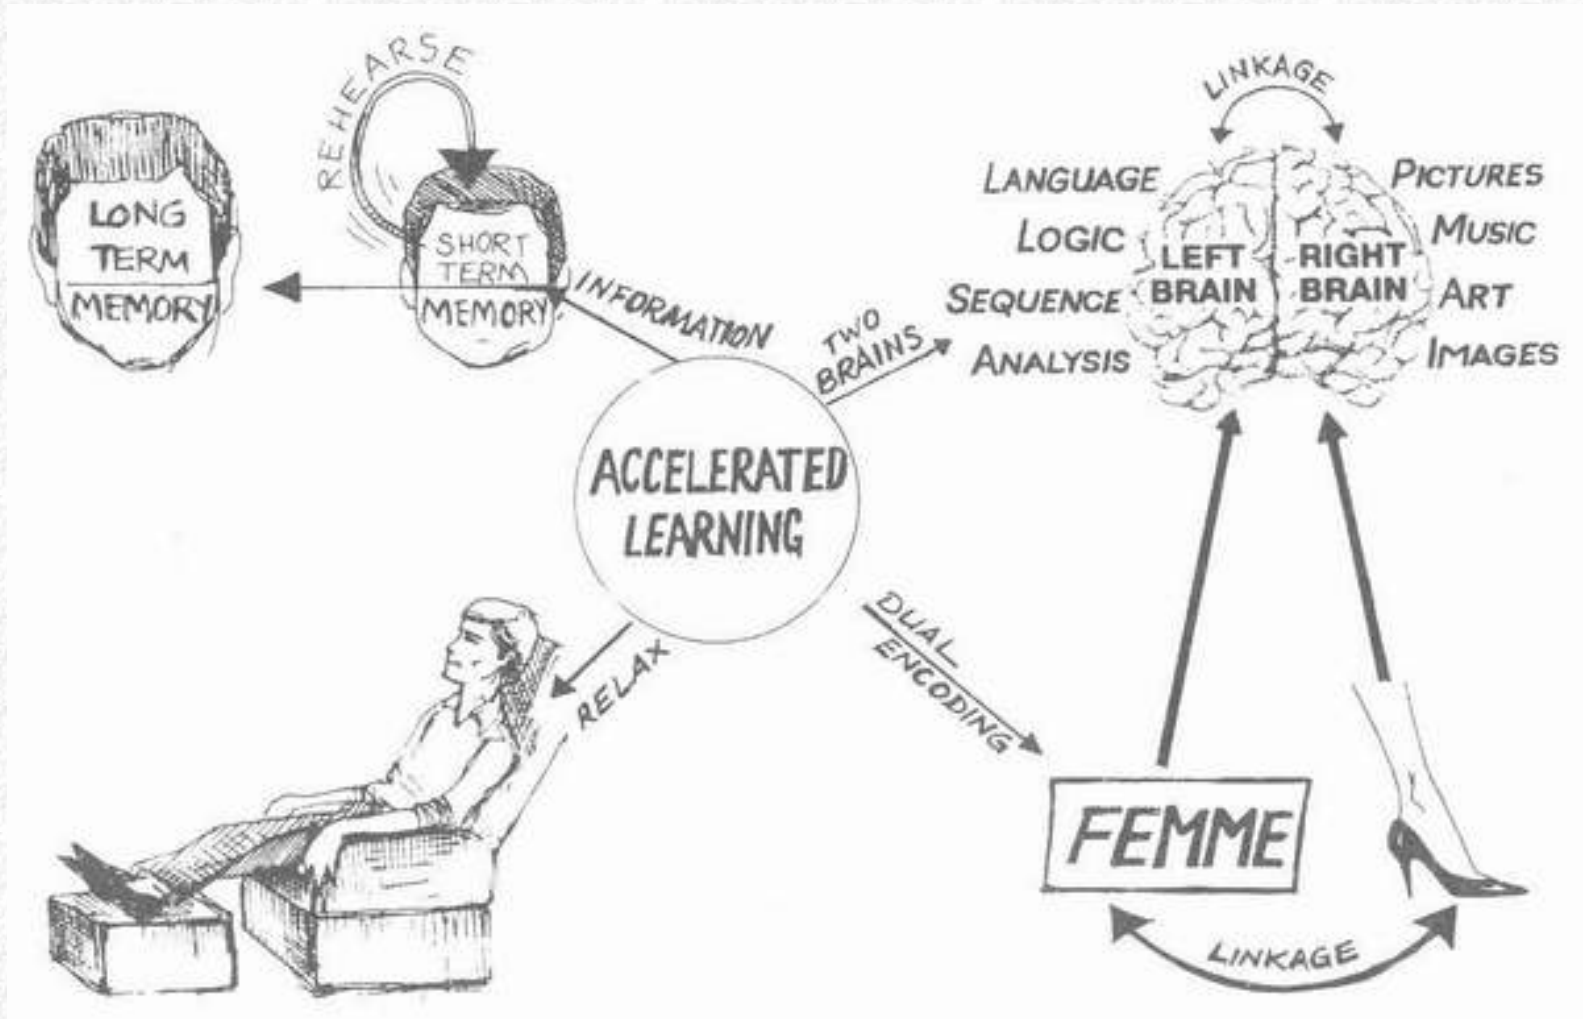 REHEARSE
LONG
TERM
MEMORY
SHORT
TERM
MEMORY
INFORMATION
TWO
BRAINS
LINKAGE
LANGUAGE
LOGIC
SEQUENCE
ANALYSIS
LEFT
BRAIN
RIGHT
BRAIN
PICTURES
MUSIC
ART
IMAGES
ACCELERATED
LEARNING
RELAX
DUAL
ENCODING
FEMME
LINKAGE